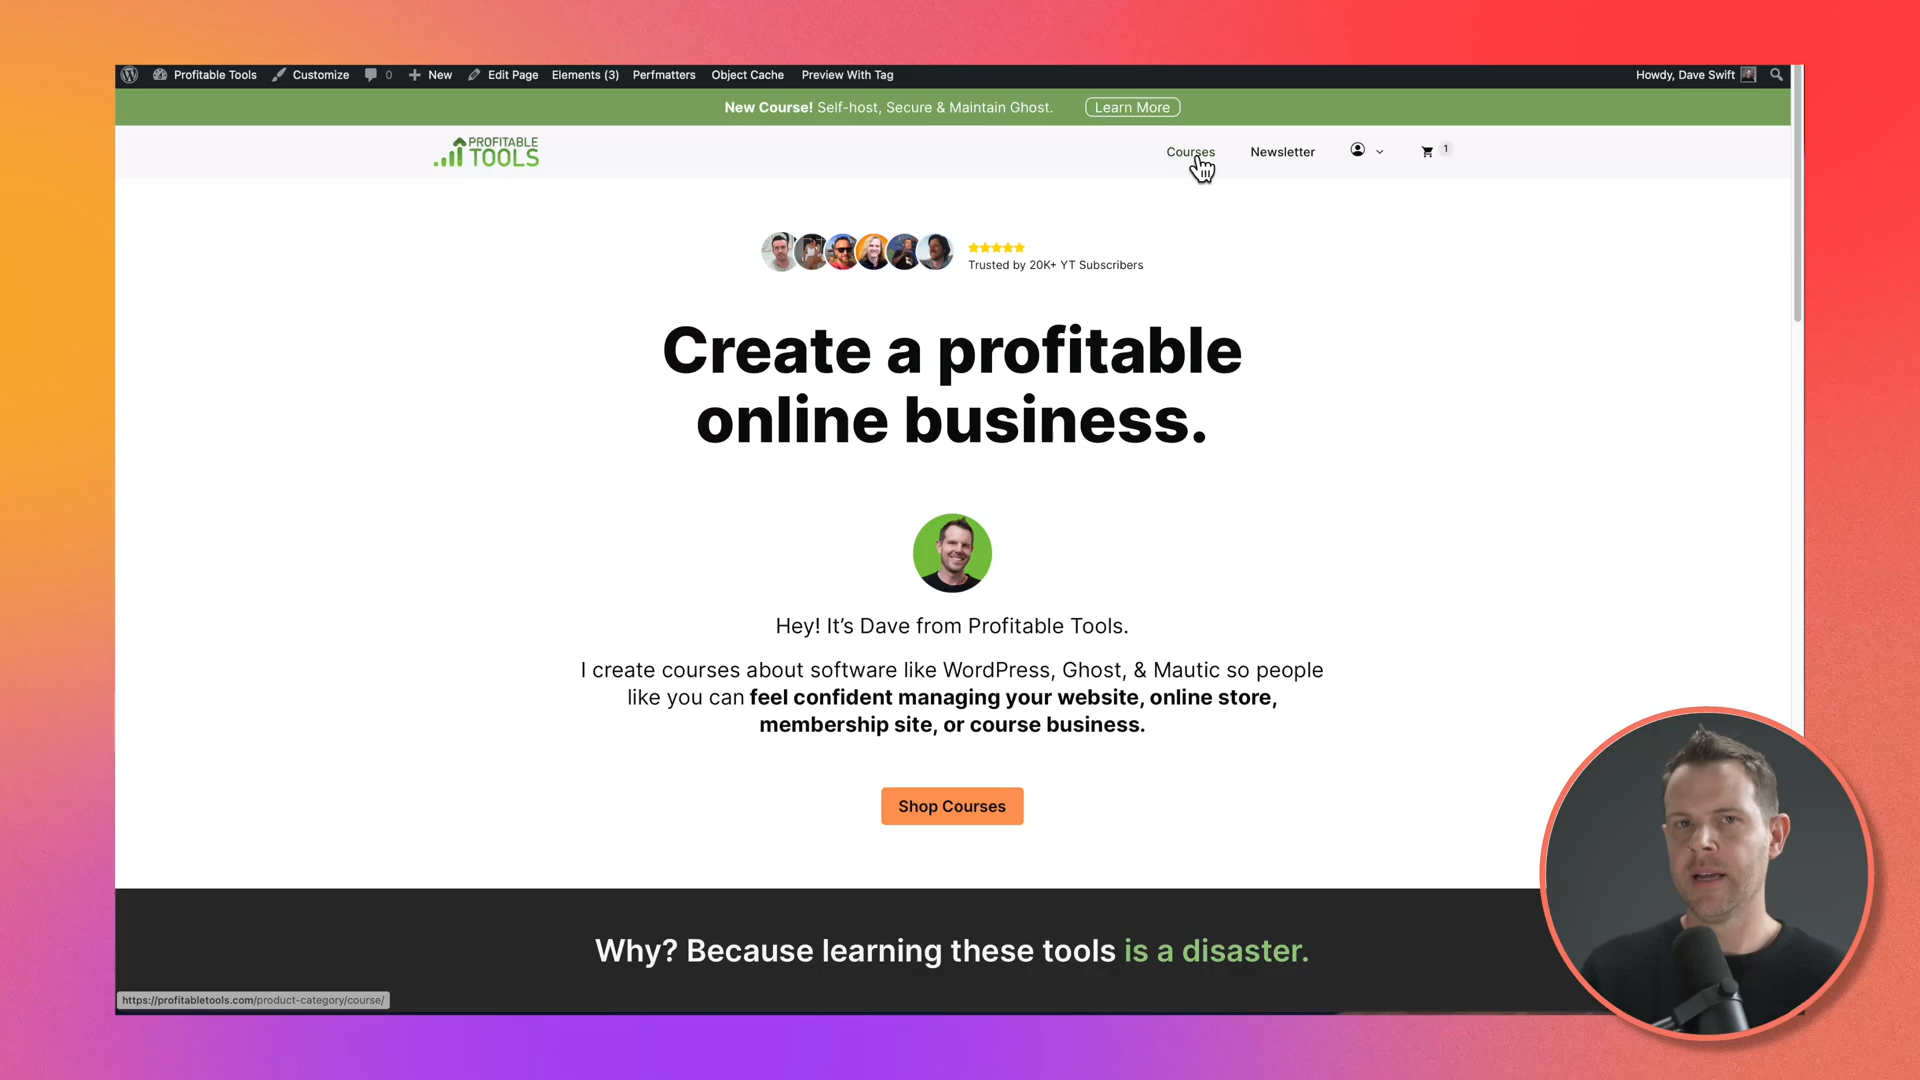 Profitable Tools Customize 0 New Edit Page Elements (3) Perfmatters Object Cache Preview With Tag Howdy, Dave Swift
New Course! Self-host, Secure & Maintain Ghost. Learn More
PROFITABLE
TOOLS
Courses Newsletter 1
Trusted by 20K+ YT Subscribers
Create a profitable
online business.
Hey! It’s Dave from Profitable Tools.
I create courses about software like WordPress, Ghost, & Mautic so people
like you can feel confident managing your website, online store,
membership site, or course business.
Shop Courses
Why? Because learning these tools is a disaster.
https://profitabletools.com/product-category/course/